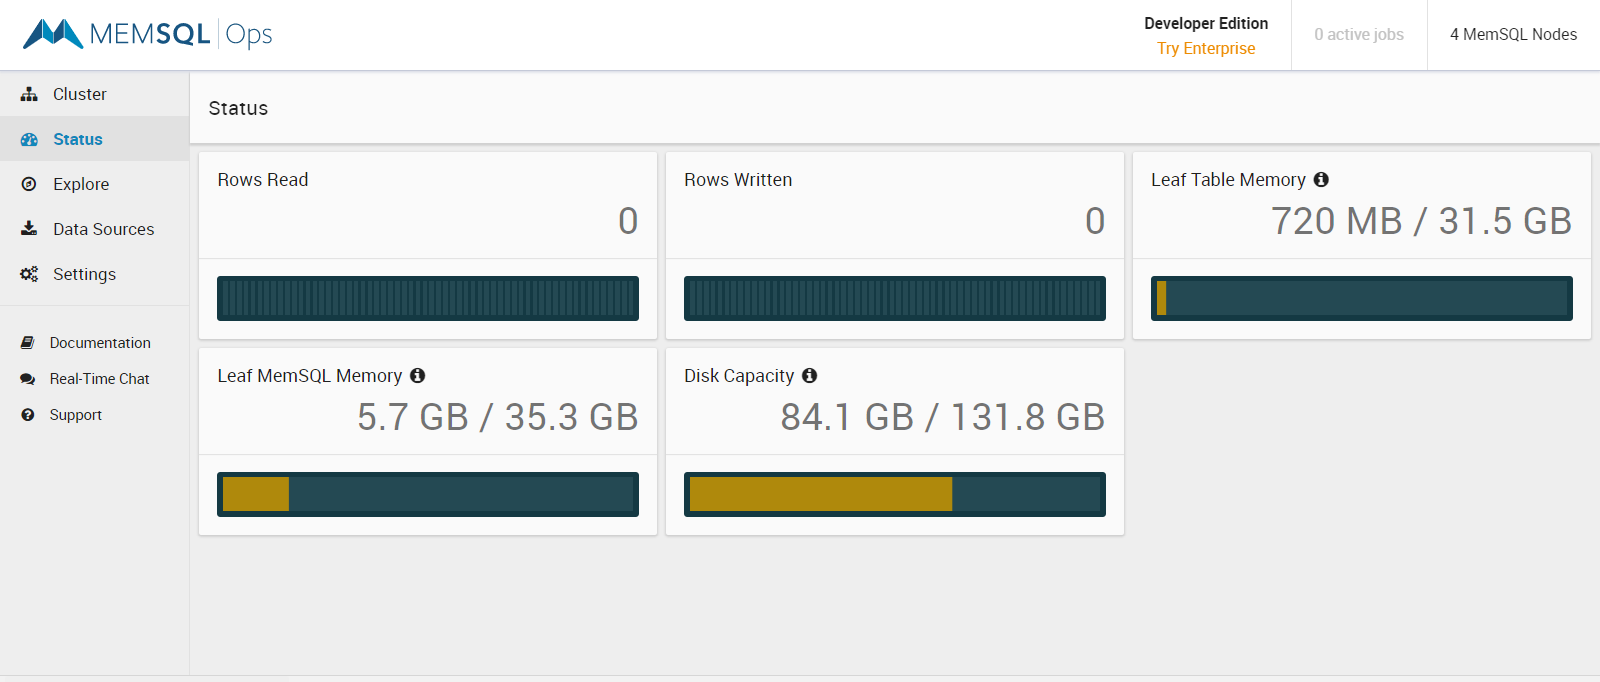 MEMSQL Ops
Developer Edition
Try Enterprise
0 active jobs
4 MemSQL Nodes
Cluster
Status
Explore
Data Sources
Settings
Documentation
Real-Time Chat
Support
Status
Rows Read
0
Rows Written
0
Leaf Table Memory
720 MB / 31.5 GB
Leaf MemSQL Memory
5.7 GB / 35.3 GB
Disk Capacity
84.1 GB / 131.8 GB